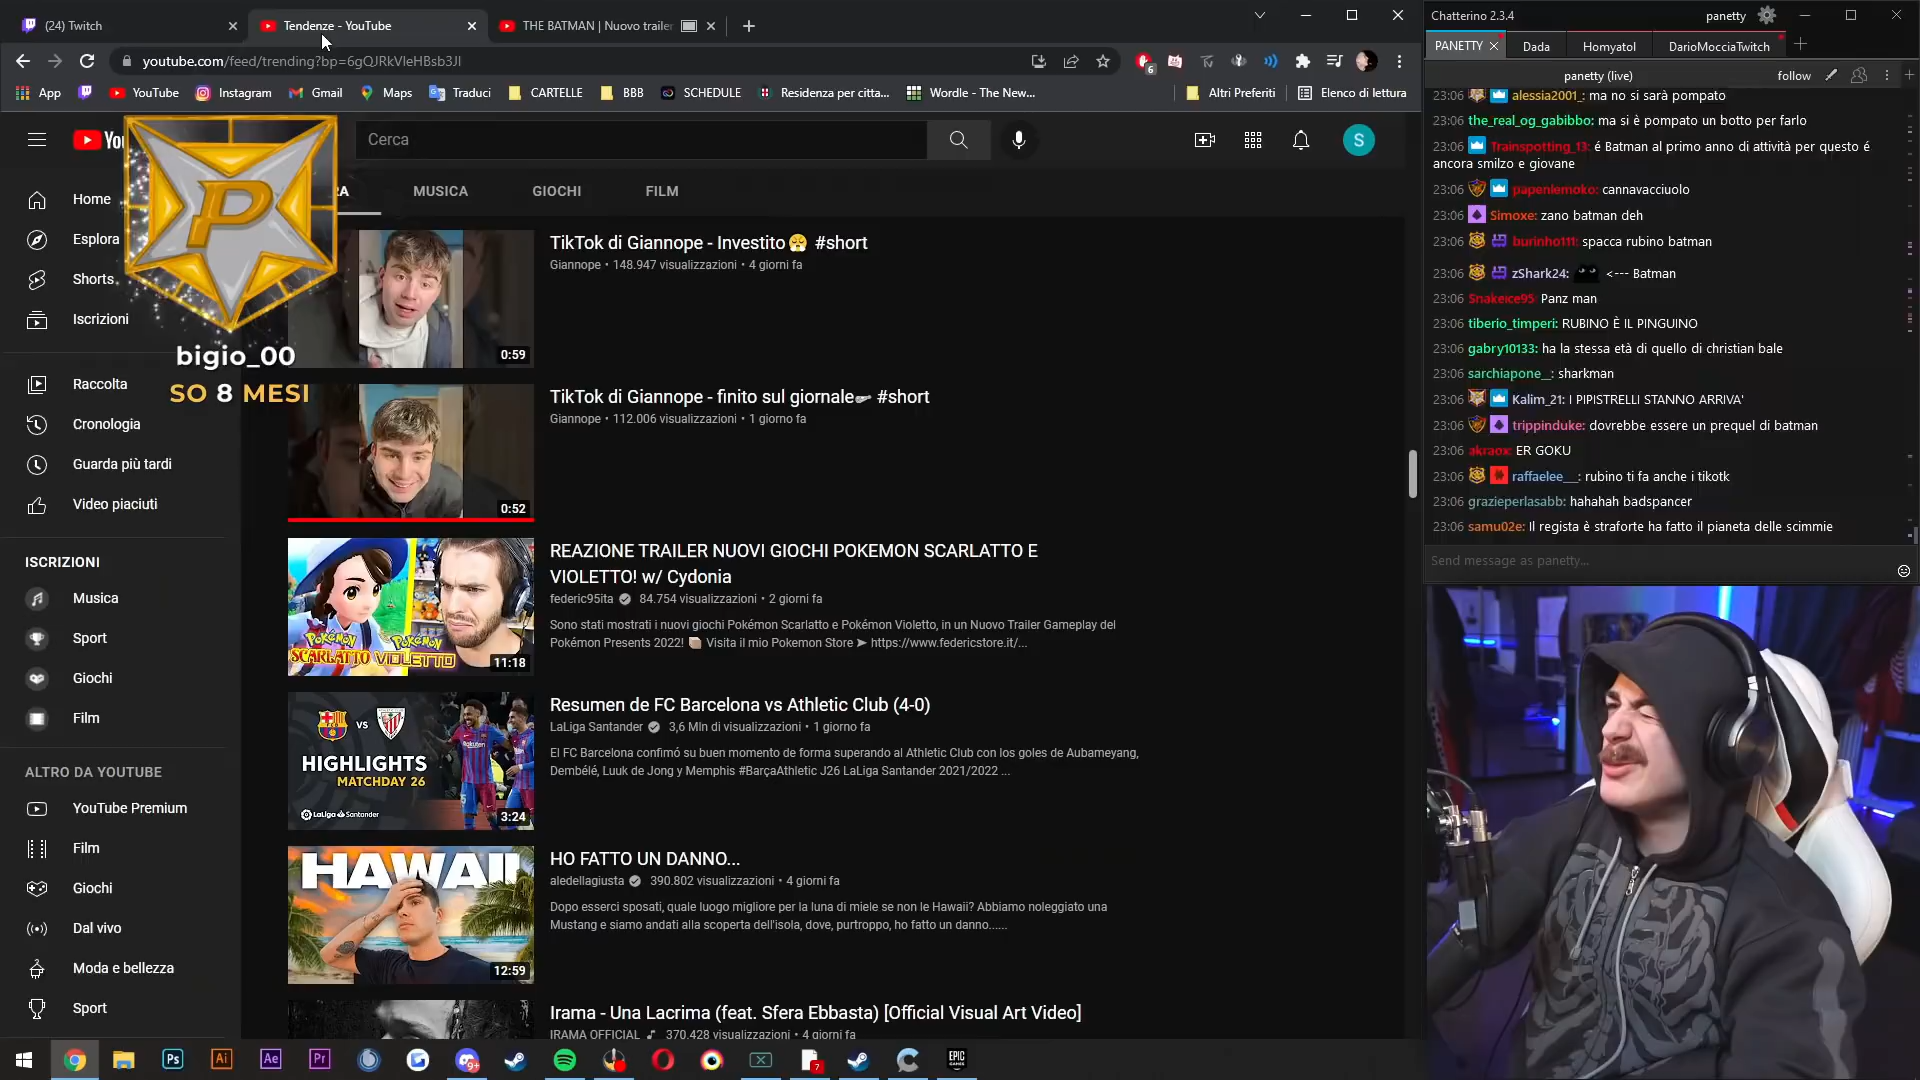 (24) Twitch
Tendenze - YouTube
THE BATMAN | Nuovo trailer
youtube.com/feed/trending?bp=6gQJRkVleHBsb3Jl
App
YouTube
Instagram
Gmail
Maps
Traduci
CARTELLE
BBB
SCHEDULE
Residenza per citta...
Wordle - The New...
Altri Preferiti
Elenco di lettura
Cerca
S
MUSICA
GIOCHI
FILM
Home
Esplora
Shorts
Iscrizioni
Raccolta
Cronologia
Guarda più tardi
Video piaciuti
ISCRIZIONI
Musica
Sport
Giochi
Film
ALTRO DA YOUTUBE
YouTube Premium
Film
Giochi
Dal vivo
Moda e bellezza
Sport
P
bigio_00
SO 8 MESI
TikTok di Giannope - Investito😤 #short
Giannope • 148.947 visualizzazioni • 4 giorni fa
0:59
TikTok di Giannope - finito sul giornale🗞 #short
Giannope • 112.006 visualizzazioni • 1 giorno fa
0:52
REAZIONE TRAILER NUOVI GIOCHI POKEMON SCARLATTO E
VIOLETTO! w/ Cydonia
federic95ita 84.754 visualizzazioni • 2 giorni fa
Sono stati mostrati i nuovi giochi Pokémon Scarlatto e Pokémon Violetto, in un Nuovo Trailer Gameplay del
Pokémon Presents 2022! 📦 Visita il mio Pokemon Store ➤ https://www.federicstore.it/...
POKÉMON POKÉMON
SCARLATTO VIOLETTO
11:18
Resumen de FC Barcelona vs Athletic Club (4-0)
LaLiga Santander 3,6 Mln di visualizzazioni • 1 giorno fa
El FC Barcelona confirmó su buen momento de forma superando al Athletic Club con los goles de Aubameyang,
Dembélé, Luuk de Jong y Memphis #BarçaAthletic J26 LaLiga Santander 2021/2022 ...
VS
HIGHLIGHTS
MATCHDAY 26
LaLiga Santander
3:24
HO FATTO UN DANNO...
aledellagiusta 390.802 visualizzazioni • 4 giorni fa
Dopo esserci sposati, quale luogo migliore per la luna di miele se non le Hawaii? Abbiamo noleggiato una
Mustang e siamo andati alla scoperta dell'isola, dove, purtroppo, ho fatto un danno......
HAWAII
12:59
Irama - Una Lacrima (feat. Sfera Ebbasta) [Official Visual Art Video]
IRAMA OFFICIAL 370.428 visualizzazioni • 4 giorni fa
Chatterino 2.3.4
panetty
PANETTY
Dada
Homyatol
DarioMocciaTwitch
panetty (live)
follow
23:06 alessia2001_: ma no si sarà pompato
the_real_og_gabibbo: ma si è pompato un botto per farlo
23:06 Trainspotting_13: é Batman al primo anno di attività per questo é
ancora smilzo e giovane
23:06 papenlemoko: cannavacciuolo
23:06 Simoxe: zano batman deh
23:06 burinho111: spacca rubino batman
23:06 zShark24: <--- Batman
23:06 Snakeice95: Panz man
23:06 tiberio_timperi: RUBINO È IL PINGUINO
23:06 gabry10133: ha la stessa età di quello di christian bale
23:06 sarchiapone__: sharkman
23:06 Kalim_21: I PIPISTRELLI STANNO ARRIVA'
23:06 trippinduke: dovrebbe essere un prequel di batman
23:06 akraox: ER GOKU
23:06 raffaelee___: rubino ti fa anche i tikotk
23:06 grazieperlasabb: hahahah badspancer
23:06 samu02e: Il regista è straforte ha fatto il pianeta delle scimmie
Send message as panetty...
Ps
Ai
Ae
Pr
9+
7
EPIC
GAMES